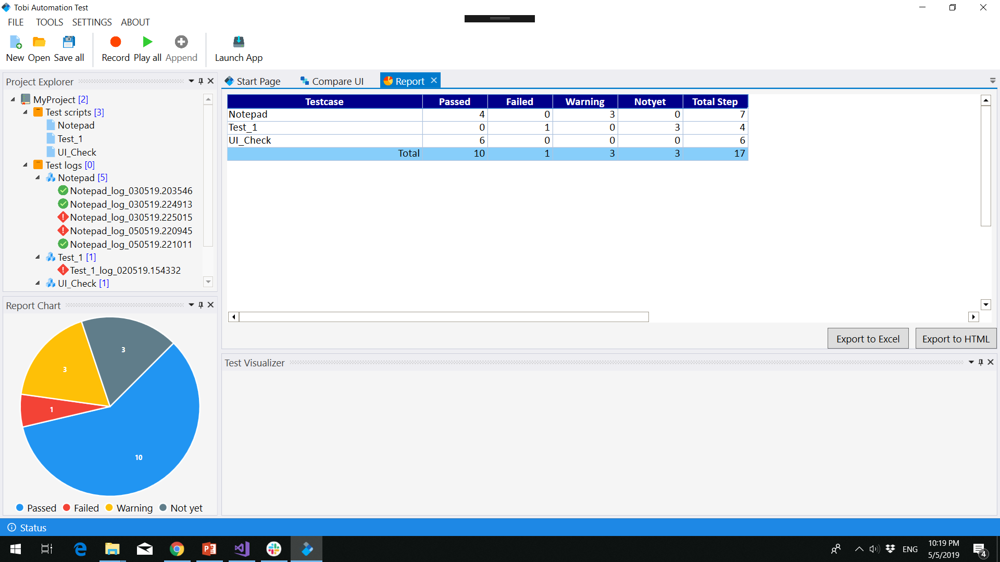 Tobi Automation Test
FILE TOOLS SETTINGS ABOUT
New Open Save all Record Play all Append Launch App
Project Explorer
MyProject [2]
Test scripts [3]
Notepad
Test_1
UI_Check
Test logs [0]
Notepad [5]
Notepad_log_030519.203546
Notepad_log_030519.224913
Notepad_log_030519.225015
Notepad_log_050519.220945
Notepad_log_050519.221011
Test_1 [1]
Test_1_log_020519.154332
UI_Check [1]
Start Page Compare UI Report
Testcase Passed Failed Warning Notyet Total Step
Notepad 4 0 3 0 7
Test_1 0 1 0 3 4
UI_Check 6 0 0 0 6
Total 10 1 3 3 17
Export to Excel Export to HTML
Report Chart
3
3
1
10
Passed Failed Warning Not yet
Test Visualizer
Status
ENG
10:19 PM
5/5/2019
4